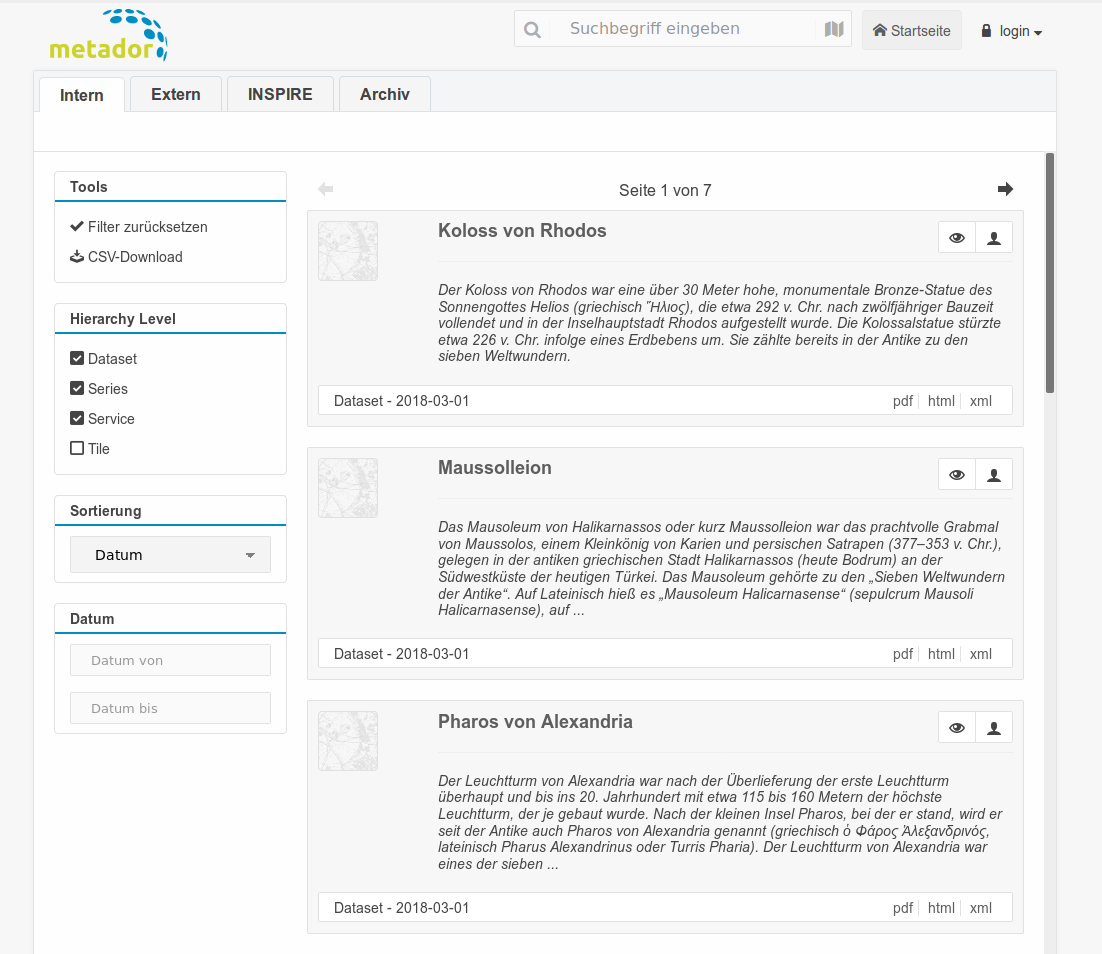 metador
Suchbegriff eingeben
Startseite
login
Intern
Extern
INSPIRE
Archiv
Tools
Filter zurücksetzen
CSV-Download
Hierarchy Level
Dataset
Series
Service
Tile
Sortierung
Datum
Datum
Datum von
Datum bis
Seite 1 von 7
Koloss von Rhodos
Der Koloss von Rhodos war eine über 30 Meter hohe, monumentale Bronze-Statue des
Sonnengottes Helios (griechisch Ἥλιος), die etwa 292 v. Chr. nach zwölfjähriger Bauzeit
vollendet und in der Inselhauptstadt Rhodos aufgestellt wurde. Die Kolossalstatue stürzte
etwa 226 v. Chr. infolge eines Erdbebens um. Sie zählte bereits in der Antike zu den
sieben Weltwundern.
Dataset - 2018-03-01
pdf
html
xml
Maussolleion
Das Mausoleum von Halikarnassos oder kurz Maussolleion war das prachtvolle Grabmal
von Maussolos, einem Kleinkönig von Karien und persischen Satrapen (377–353 v. Chr.),
gelegen in der antiken griechischen Stadt Halikarnassos (heute Bodrum) an der
Südwestküste der heutigen Türkei. Das Mausoleum gehörte zu den „Sieben Weltwundern
der Antike“. Auf Lateinisch hieß es „Mausoleum Halicarnasense“ (sepulcrum Mausoli
Halicarnasense), auf ...
Dataset - 2018-03-01
pdf
html
xml
Pharos von Alexandria
Der Leuchtturm von Alexandria war nach der Überlieferung der erste Leuchtturm
überhaupt und bis ins 20. Jahrhundert mit etwa 115 bis 160 Metern der höchste
Leuchtturm, der je gebaut wurde. Nach der kleinen Insel Pharos, bei der er stand, wird er
seit der Antike auch Pharos von Alexandria genannt (griechisch ὁ Φάρος Ἀλεξανδρινός,
lateinisch Pharus Alexandrinus oder Turris Pharia). Der Leuchtturm von Alexandria war
eines der sieben ...
Dataset - 2018-03-01
pdf
html
xml